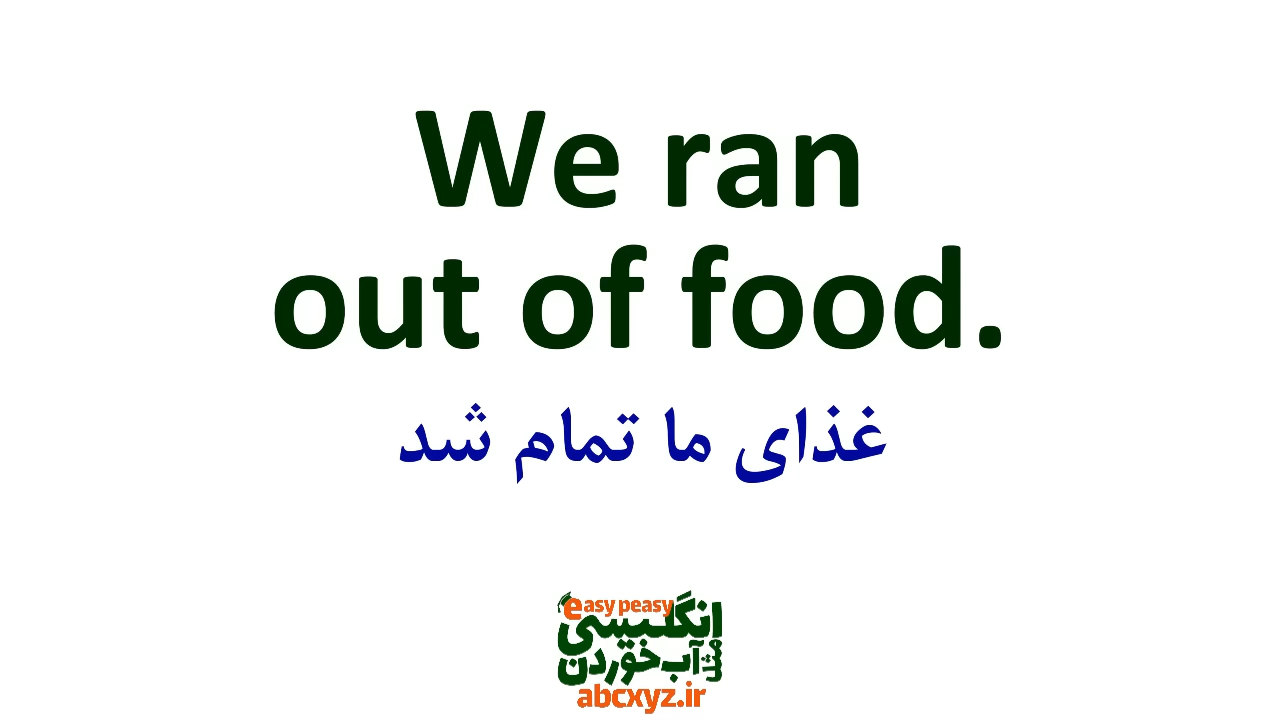 We ran
out of food.
غذای ما تمام شد
easy peasy
انگلیسی
مثل آب خوردن
abcxyz.ir